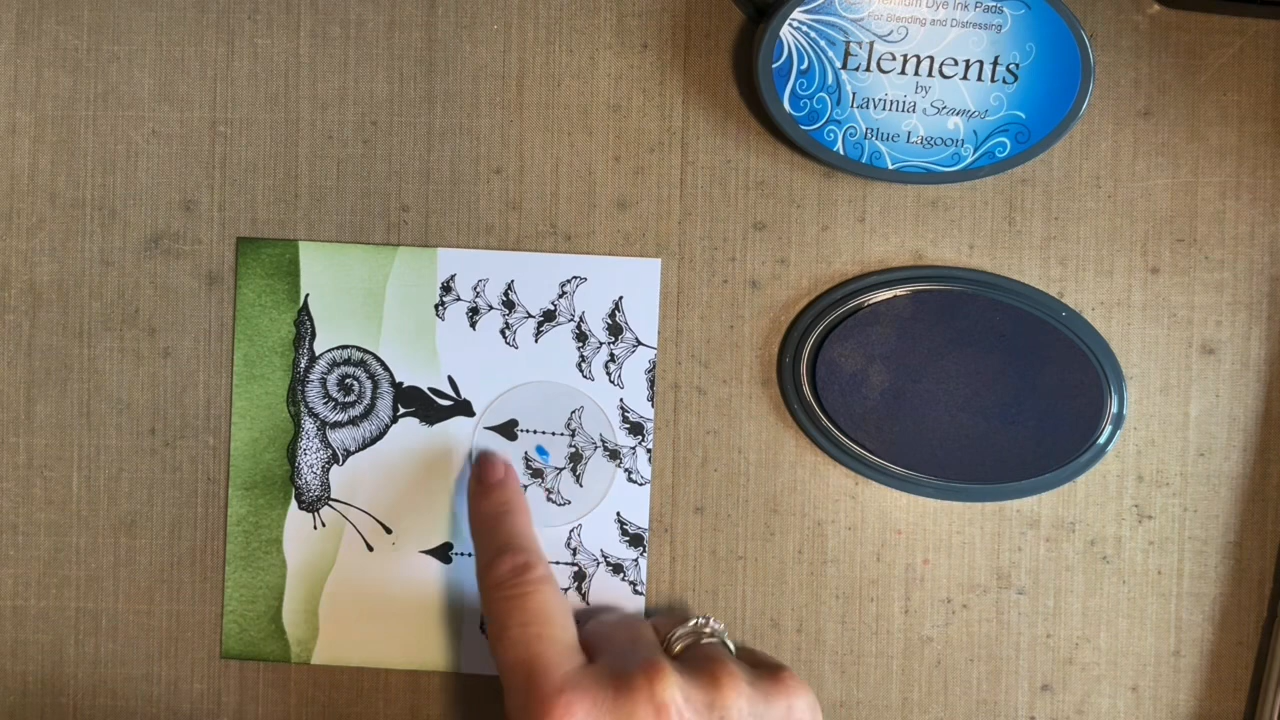 Premium Dye Ink Pads
For Blending and Distressing
Elements
by
Lavinia Stamps
Blue Lagoon